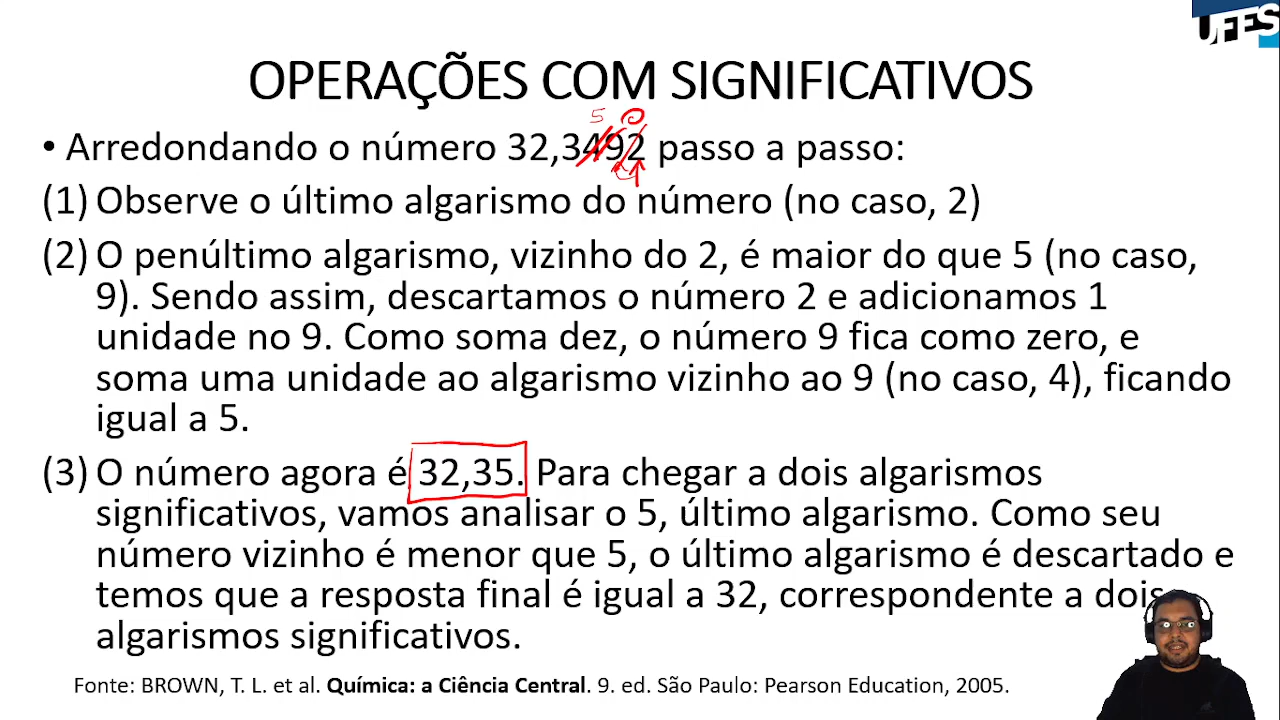 UFES
OPERAÇÕES COM SIGNIFICATIVOS
5 0
• Arredondando o número 32,3492 passo a passo:
(1) Observe o último algarismo do número (no caso, 2)
(2) O penúltimo algarismo, vizinho do 2, é maior do que 5 (no caso,
9). Sendo assim, descartamos o número 2 e adicionamos 1
unidade no 9. Como soma dez, o número 9 fica como zero, e
soma uma unidade ao algarismo vizinho ao 9 (no caso, 4), ficando
igual a 5.
(3) O número agora é 32,35. Para chegar a dois algarismos
significativos, vamos analisar o 5, último algarismo. Como seu
número vizinho é menor que 5, o último algarismo é descartado e
temos que a resposta final é igual a 32, correspondente a dois
algarismos significativos.
Fonte: BROWN, T. L. et al. Química: a Ciência Central. 9. ed. São Paulo: Pearson Education, 2005.